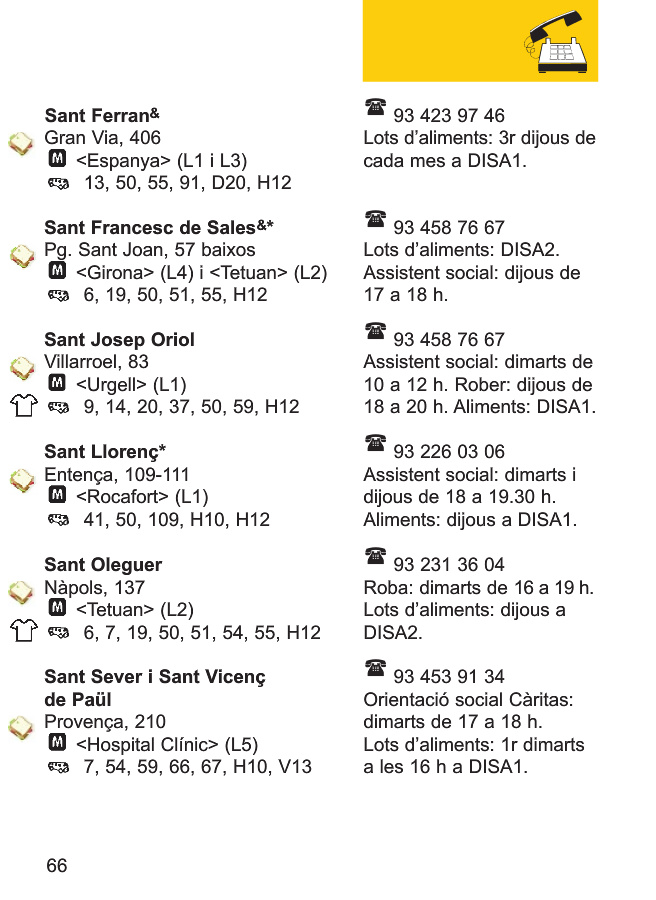 Sant Ferran&
Gran Via, 406
M <Espanya> (L1 i L3)
13, 50, 55, 91, D20, H12
93 423 97 46
Lots d'aliments: 3r dijous de
cada mes a DISA1.
Sant Francesc de Sales&*
Pg. Sant Joan, 57 baixos
M <Girona> (L4) i <Tetuan> (L2)
6, 19, 50, 51, 55, H12
93 458 76 67
Lots d'aliments: DISA2.
Assistent social: dijous de
17 a 18 h.
Sant Josep Oriol
Villarroel, 83
M <Urgell> (L1)
9, 14, 20, 37, 50, 59, H12
93 458 76 67
Assistent social: dimarts de
10 a 12 h. Rober: dijous de
18 a 20 h. Aliments: DISA1.
Sant Llorenç*
Entença, 109-111
M <Rocafort> (L1)
41, 50, 109, H10, H12
93 226 03 06
Assistent social: dimarts i
dijous de 18 a 19.30 h.
Aliments: dijous a DISA1.
Sant Oleguer
Nàpols, 137
M <Tetuan> (L2)
6, 7, 19, 50, 51, 54, 55, H12
93 231 36 04
Roba: dimarts de 16 a 19 h.
Lots d'aliments: dijous a
DISA2.
Sant Sever i Sant Vicenç
de Paül
Provença, 210
M <Hospital Clínic> (L5)
7, 54, 59, 66, 67, H10, V13
93 453 91 34
Orientació social Càritas:
dimarts de 17 a 18 h.
Lots d'aliments: 1r dimarts
a les 16 h a DISA1.
66